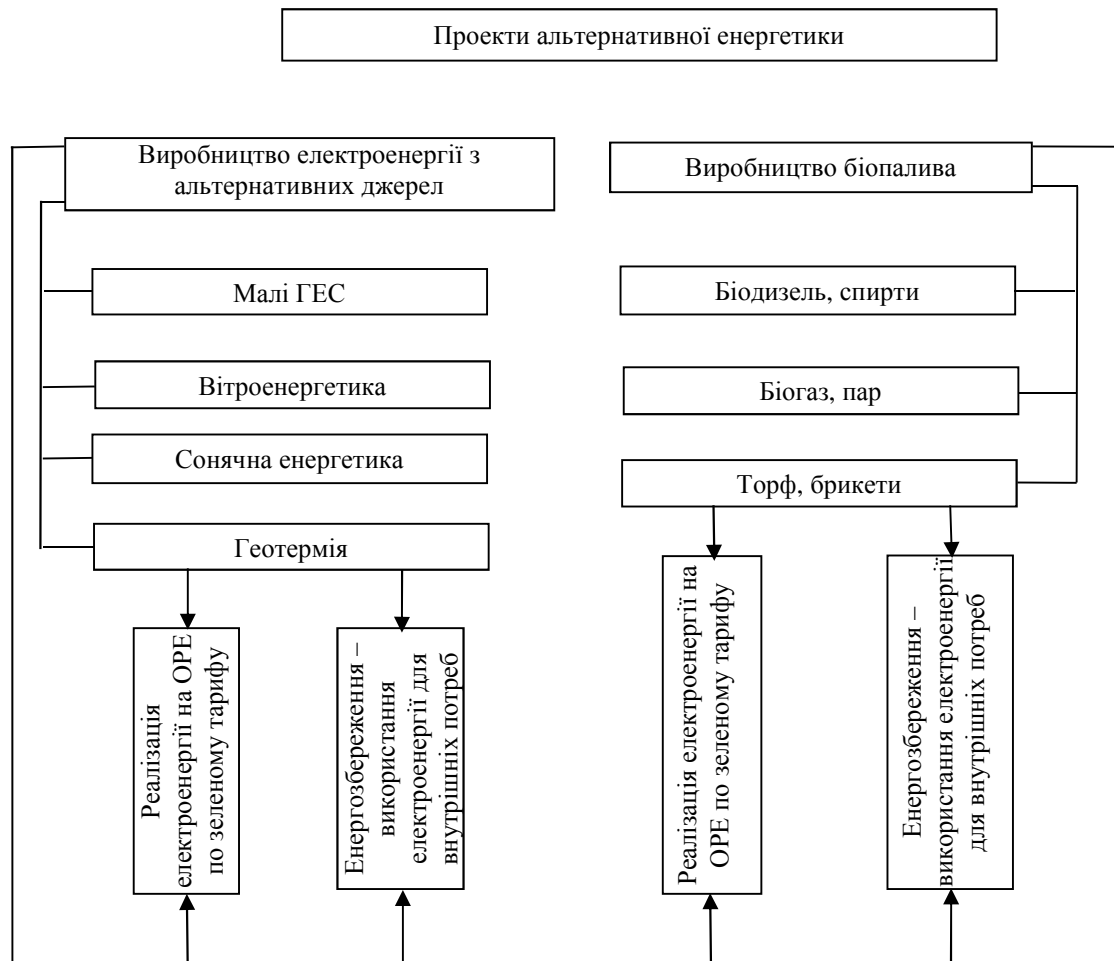 Проекти альтернативної енергетики
Виробництво електроенергії з
альтернативних джерел
Малі ГЕС
Вітроенергетика
Сонячна енергетика
Геотермія
Реалізація
електроенергії на ОРЕ
по зеленому тарифу
Енергозбереження –
використання
електроенергії для
внутрішніх потреб
Виробництво біопалива
Біодизель, спирти
Біогаз, пар
Торф, брикети
Реалізація електроенергії на
ОРЕ по зеленому тарифу
Енергозбереження –
використання електроенергії
для внутрішніх потреб